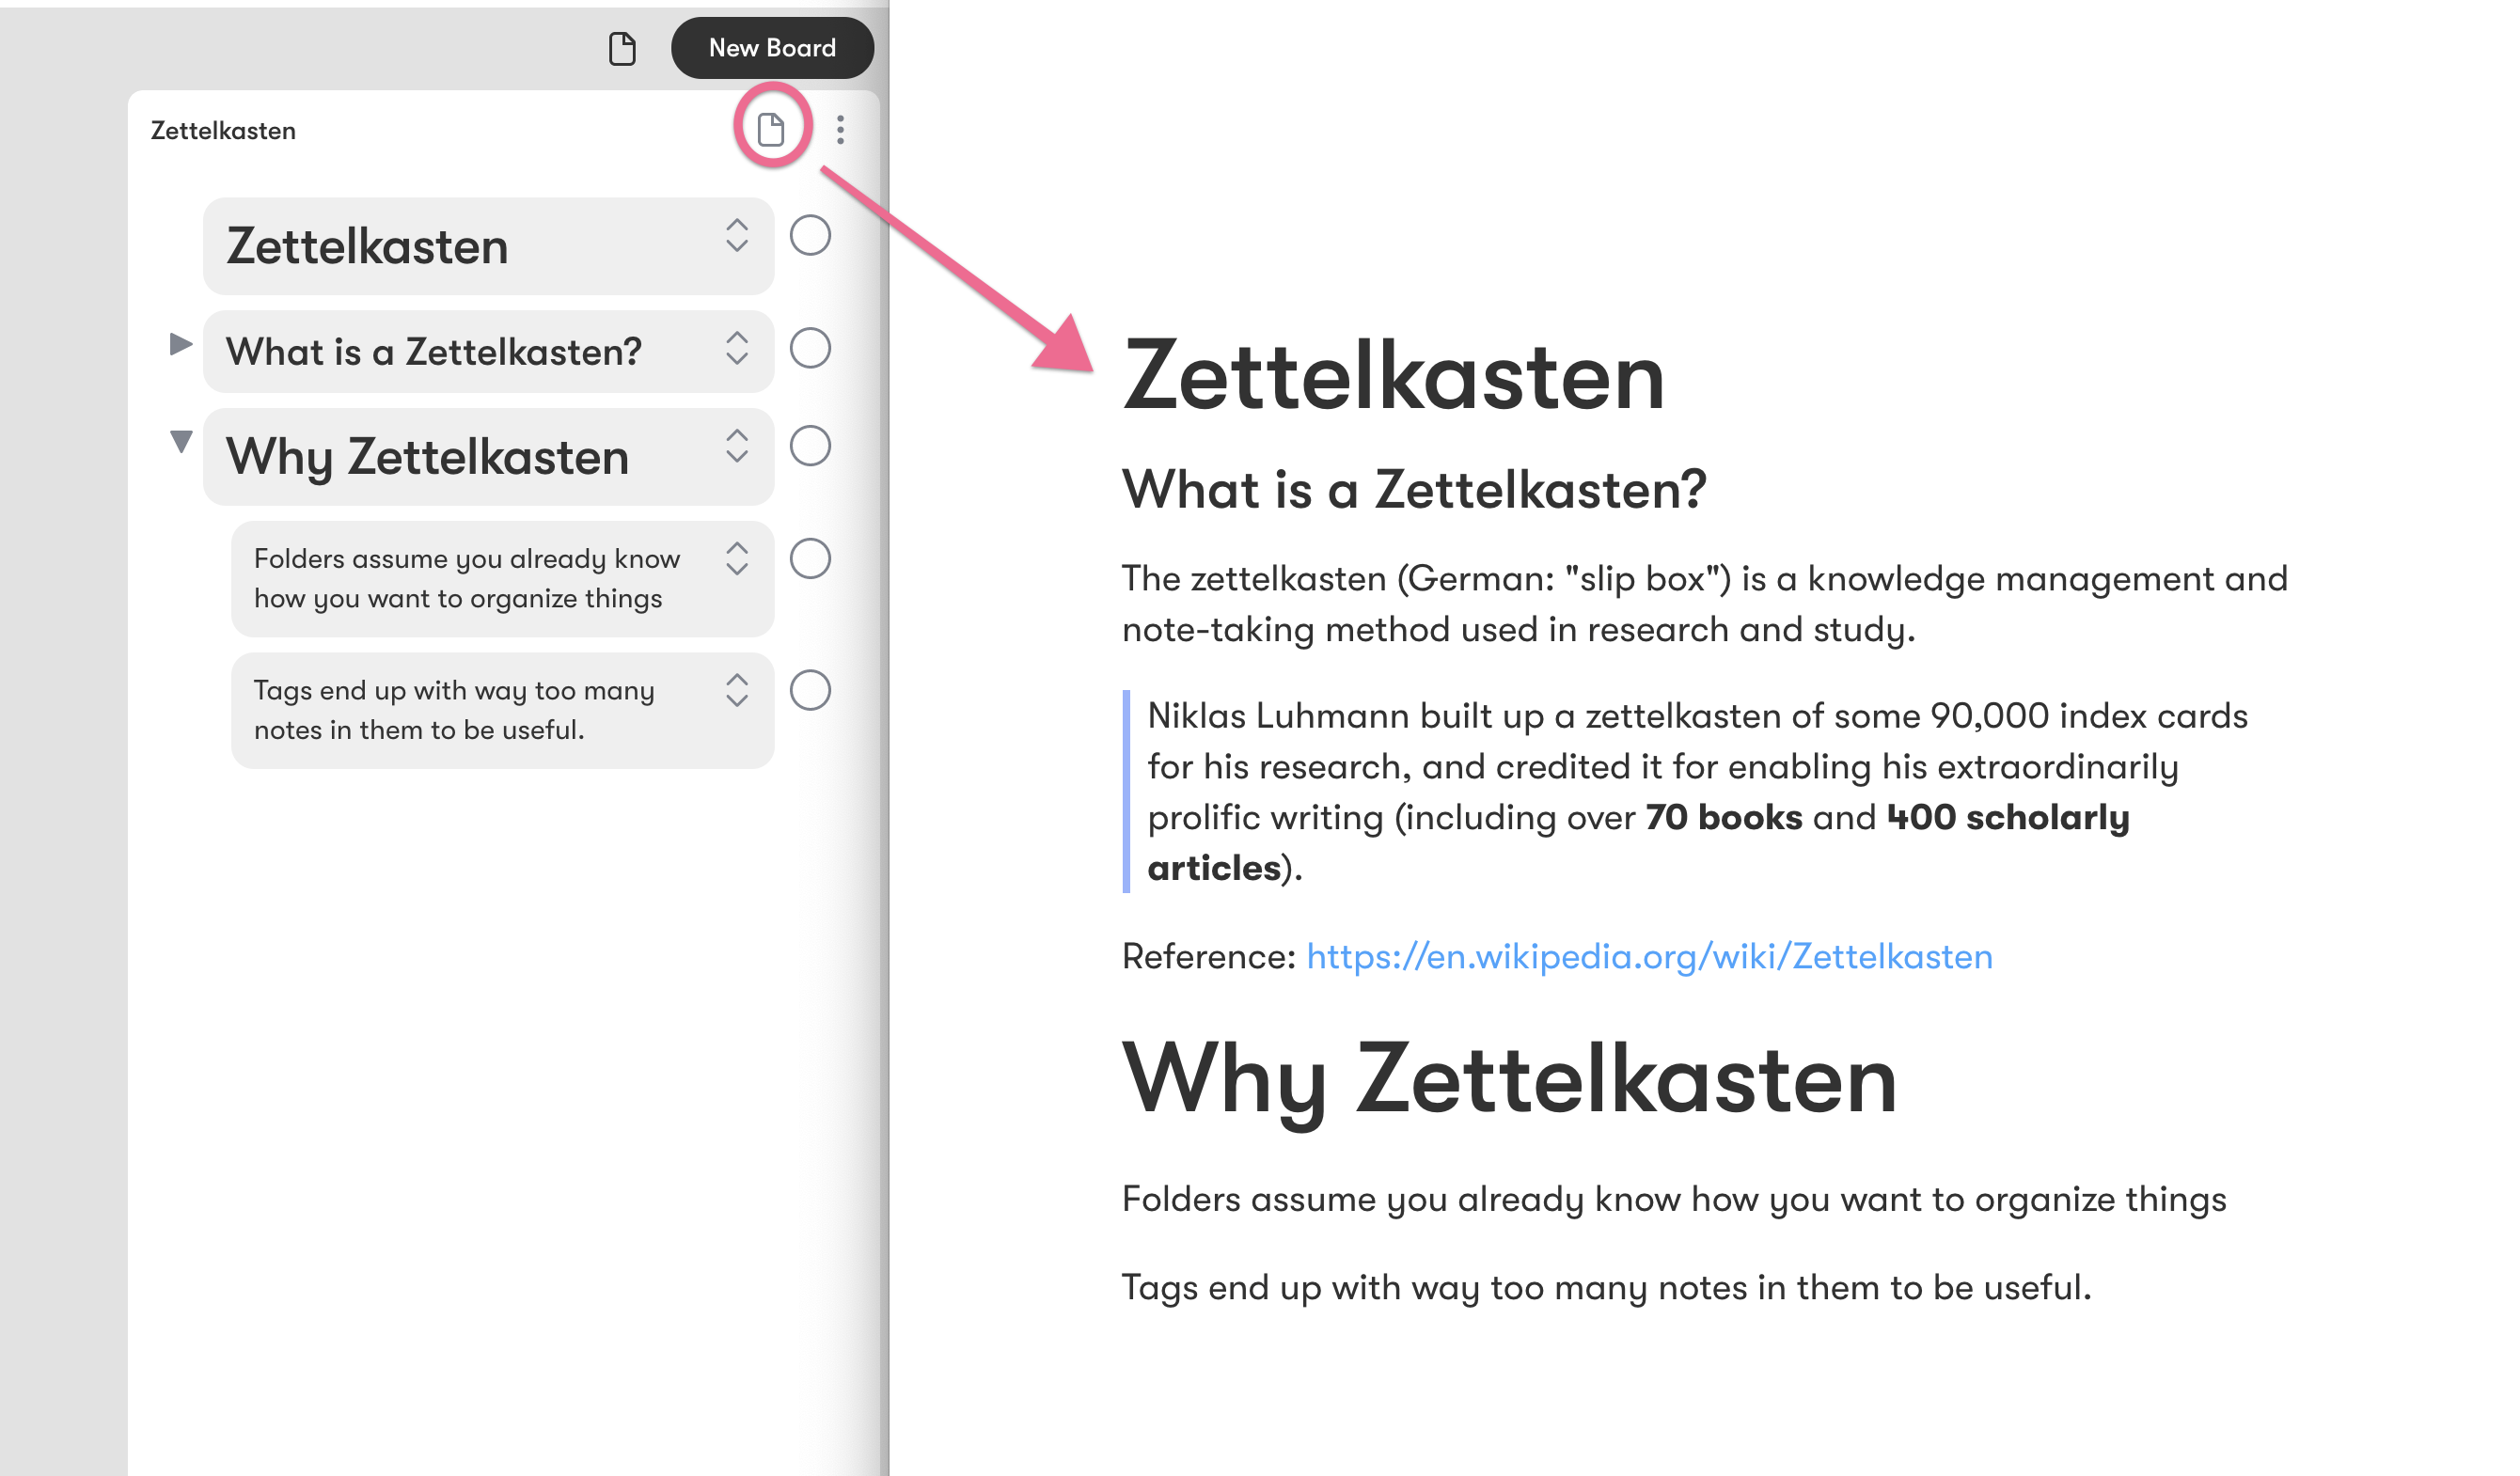 New Board
Zettelkasten
Zettelkasten
What is a Zettelkasten?
Why Zettelkasten
Folders assume you already know
how you want to organize things
Tags end up with way too many
notes in them to be useful.
Zettelkasten
What is a Zettelkasten?
The zettelkasten (German: "slip box") is a knowledge management and
note-taking method used in research and study.
Niklas Luhmann built up a zettelkasten of some 90,000 index cards
for his research, and credited it for enabling his extraordinarily
prolific writing (including over 70 books and 400 scholarly
articles).
Reference: https://en.wikipedia.org/wiki/Zettelkasten
Why Zettelkasten
Folders assume you already know how you want to organize things
Tags end up with way too many notes in them to be useful.